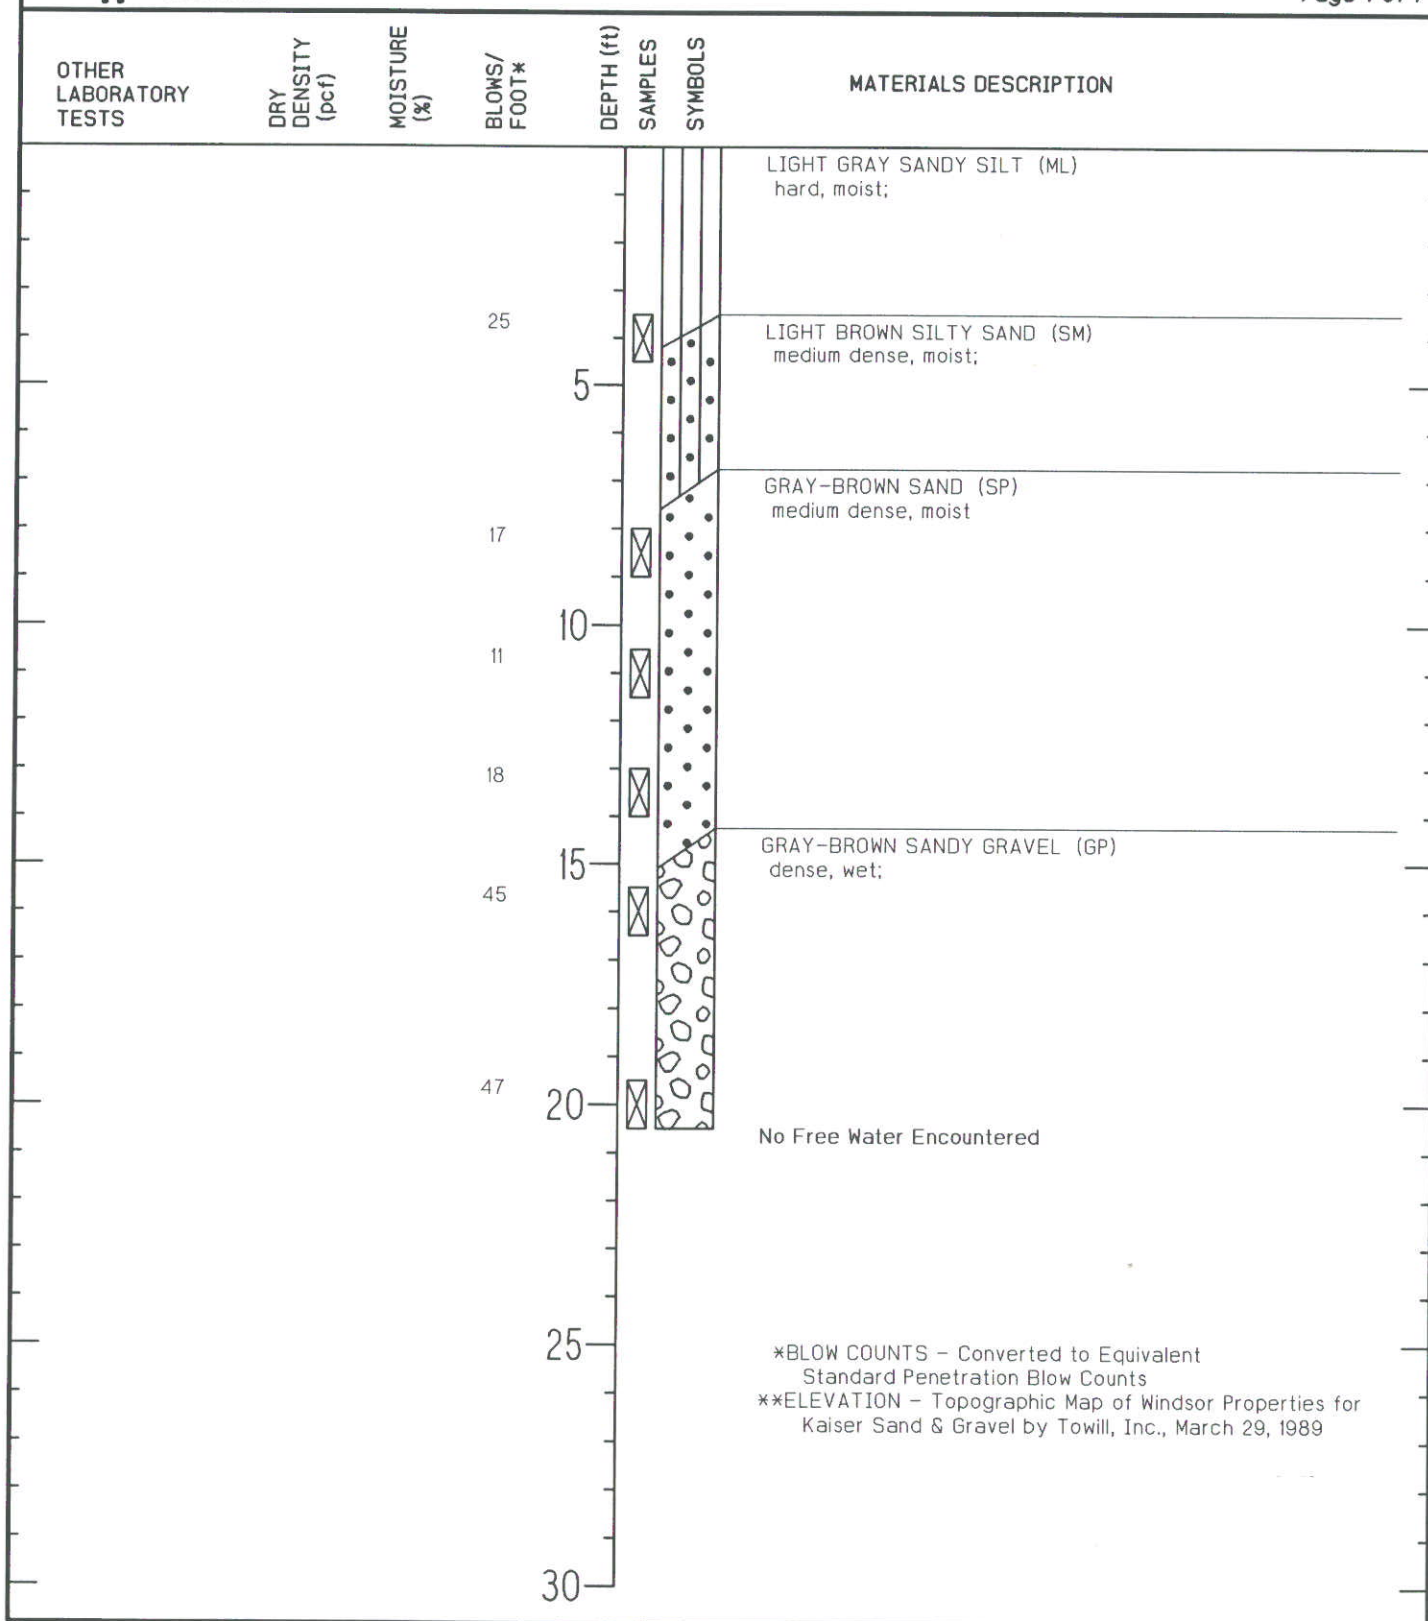 OTHER
LABORATORY
TESTS
DRY
DENSITY
(pcf)
MOISTURE
(%)
BLOWS/
FOOT*
DEPTH (ft)
SAMPLES
SYMBOLS
MATERIALS DESCRIPTION
LIGHT GRAY SANDY SILT (ML)
hard, moist;
25
LIGHT BROWN SILTY SAND (SM)
medium dense, moist;
5
GRAY-BROWN SAND (SP)
medium dense, moist
17
10
11
18
GRAY-BROWN SANDY GRAVEL (GP)
dense, wet;
15
45
47
20
No Free Water Encountered
25
*BLOW COUNTS - Converted to Equivalent
Standard Penetration Blow Counts
**ELEVATION - Topographic Map of Windsor Properties for
Kaiser Sand & Gravel by Towill, Inc., March 29, 1989
30